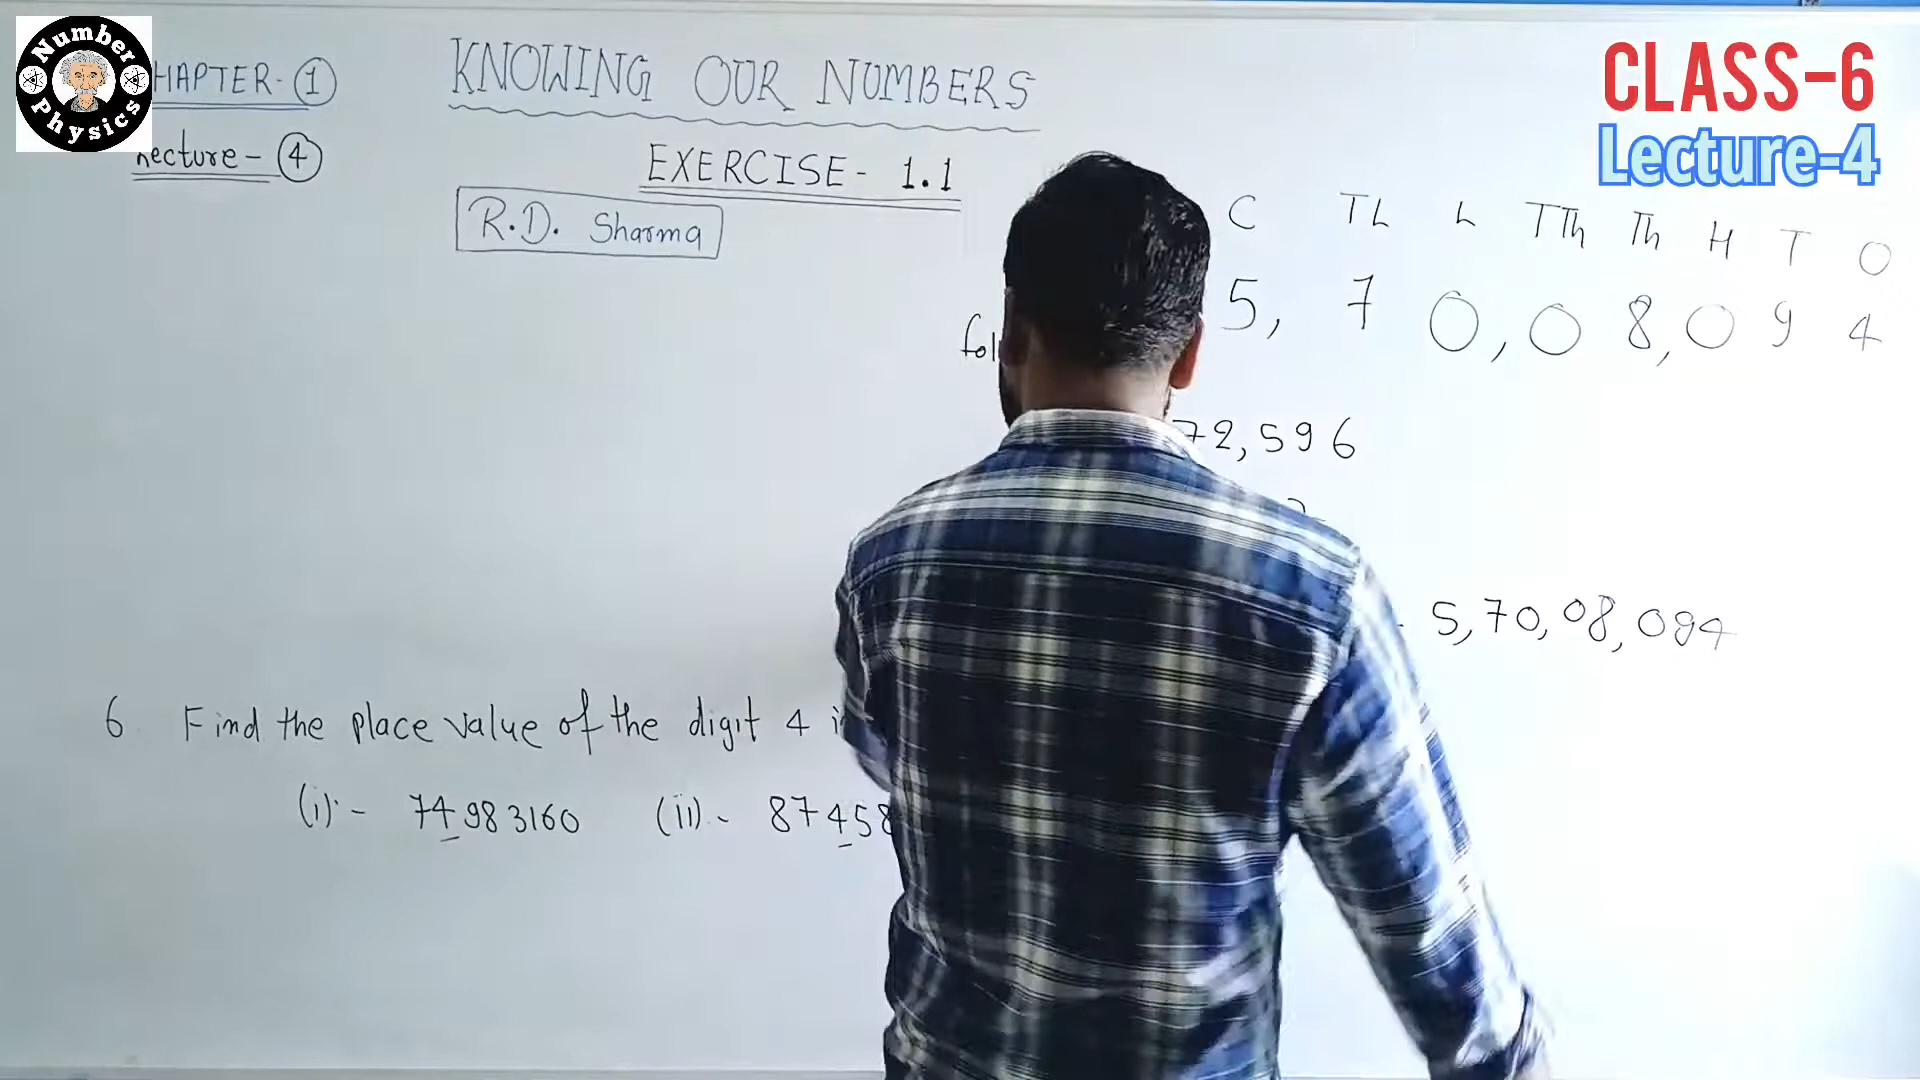 Number Physics
CHAPTER- 1
Lecture- 4
KNOWING OUR NUMBERS
EXERCISE- 1.1
R.D. Sharma
CLASS-6
Lecture-4
C TL L TTh Th H T O
5, 7 0, 0 8, 0 9 4
72,596
5,70,08,094
6 Find the place value of the digit 4
(i)- 74983160 (ii)- 87458